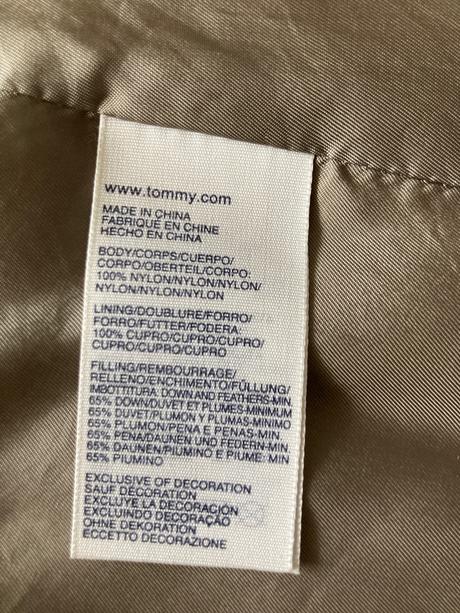 www.tommy.com
MADE IN CHINA
FABRIQUÉ EN CHINE
HECHO EN CHINA
BODY/CORPS/CUERPO/
CORPO/OBERTEIL/CORPO:
100% NYLON/NYLON/NYLON/
NYLON/NYLON/NYLON
LINING/DOUBLURE/FORRO/
FORRO/FUTTER/FODERA:
100% CUPRO/CUPRO/CUPRO/
CUPRO/CUPRO/CUPRO
FILLING/REMBOURRAGE/
RELLENO/ENCHIMENTO/FÜLLUNG/
IMBOTTITURA: DOWN AND FEATHERS-MIN.
65% DOWN/DUVET ET PLUMES-MINIMUM
65% DUVET/PLUMÓN Y PLUMAS-MINIMO
65% PLUMON/PENA E PENAS-MIN.
65% PENA/DAUNEN UND FEDERN-MIN.
65% DAUNEN/PIUMINO E PIUME: MIN
65% PIUMINO
EXCLUSIVE OF DECORATION
SAUF DÉCORATION
EXCLUYE LA DECORACIÓN
EXCLUINDO DECORAÇÃO
OHNE DEKORATION
ECCETTO DECORAZIONE